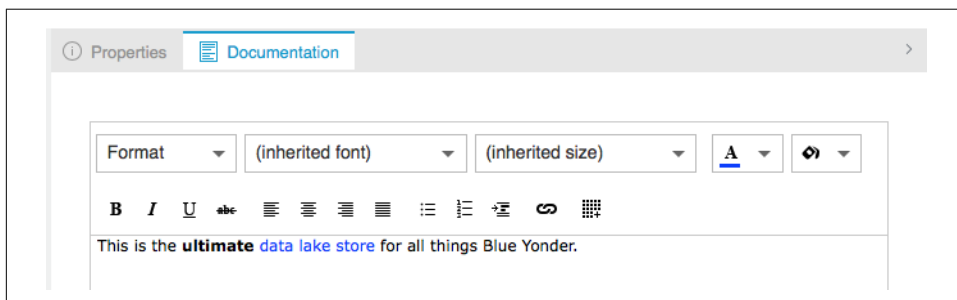 Properties Documentation
Format (inherited font) (inherited size) A
B I U abc
This is the ultimate data lake store for all things Blue Yonder.